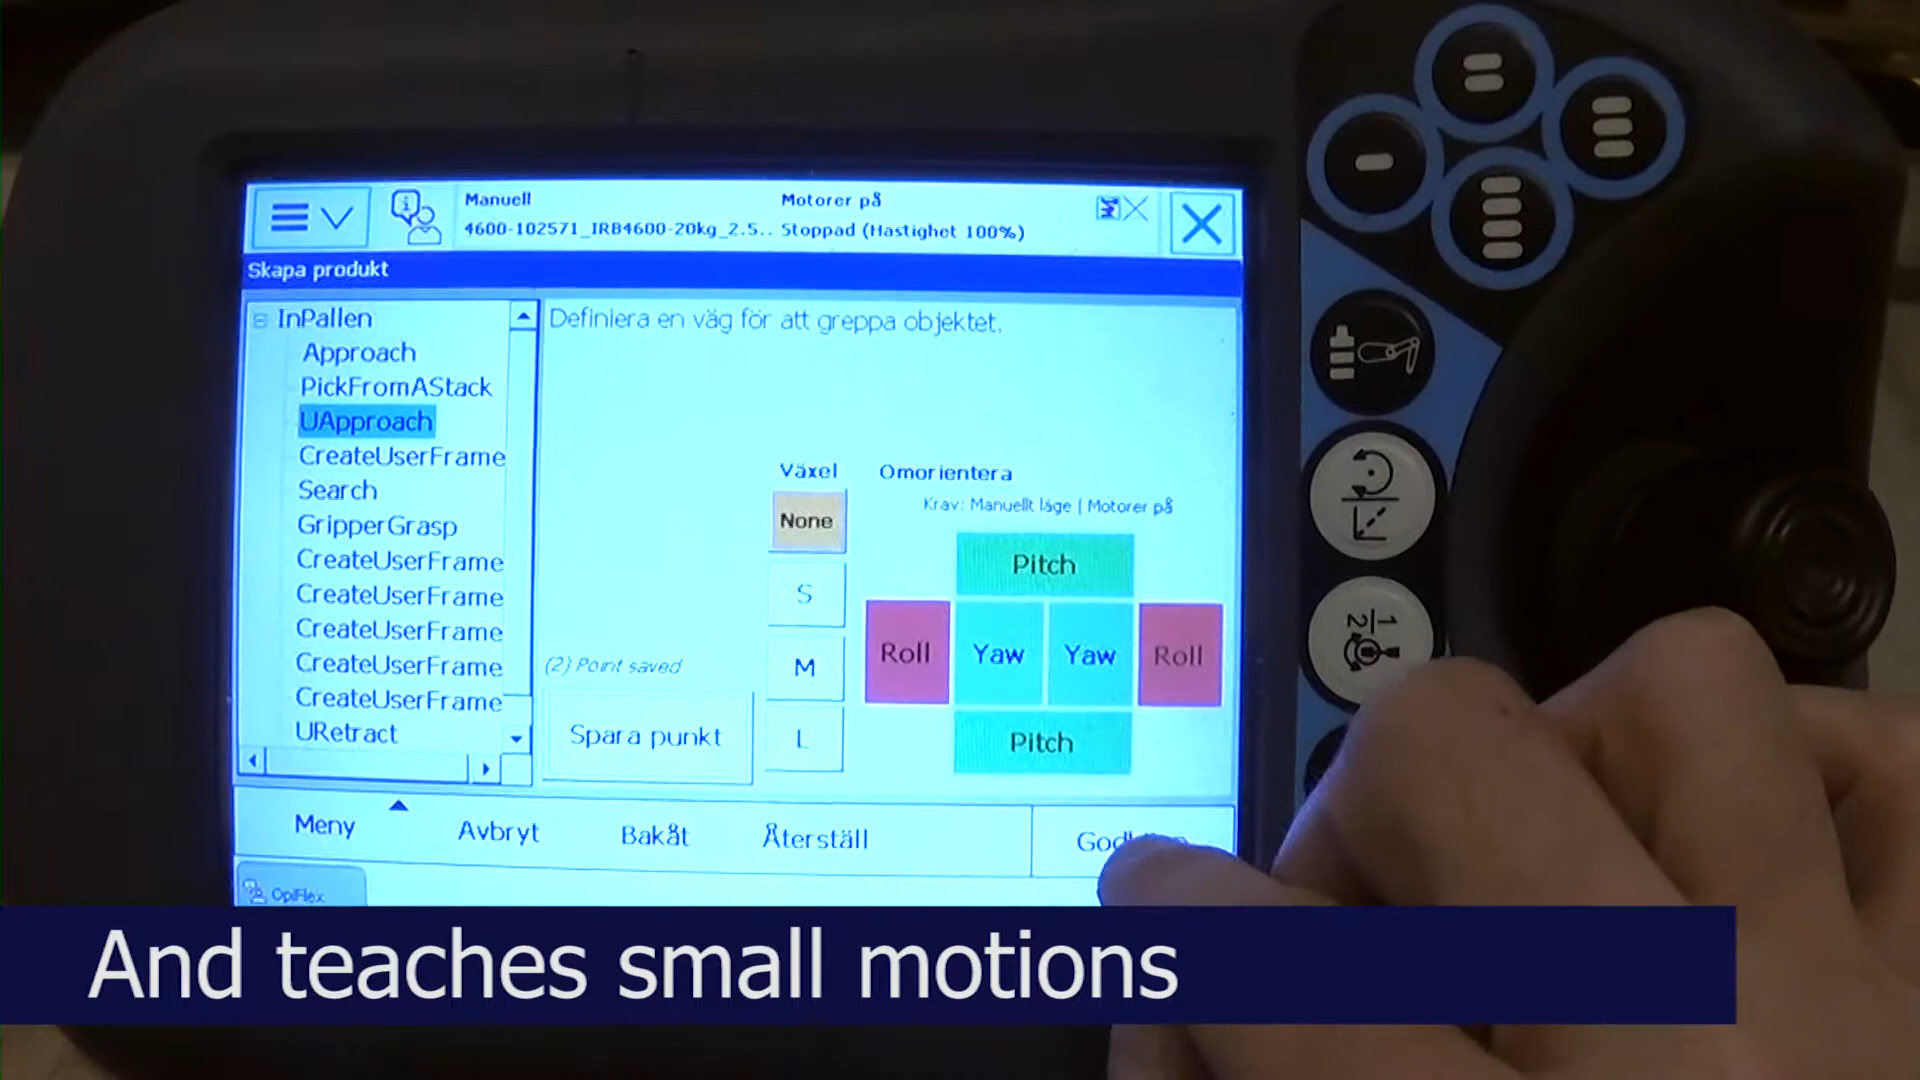 Manuell
Motorer på
4600-102571_IRB4600-20kg_2.5.. Stoppad (Hastighet 100%)
Skapa produkt
InPallen
Approach
PickFromAStack
UApproach
CreateUserFrame
Search
GripperGrasp
CreateUserFrame
CreateUserFrame
CreateUserFrame
CreateUserFrame
CreateUserFrame
URetract
Definiera en väg för att greppa objektet.
Växel
None
S
M
L
Omorientera
Krav: Manuellt läge | Motorer på
Pitch
Roll
Yaw
Yaw
Roll
Pitch
(2) Point saved
Spara punkt
Meny
Avbryt
Bakåt
Återställ
OpiFlex
1/2
And teaches small motions